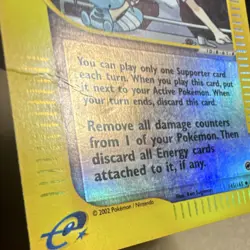 You can play only one Supporter card
each turn. When you play this card, put
it next to your Active Pokémon. When
your turn ends, discard this card.
Remove all damage counters
from 1 of your Pokémon. Then
discard all Energy cards
attached to it, if any.
© 2002 Pokémon / Nintendo
e